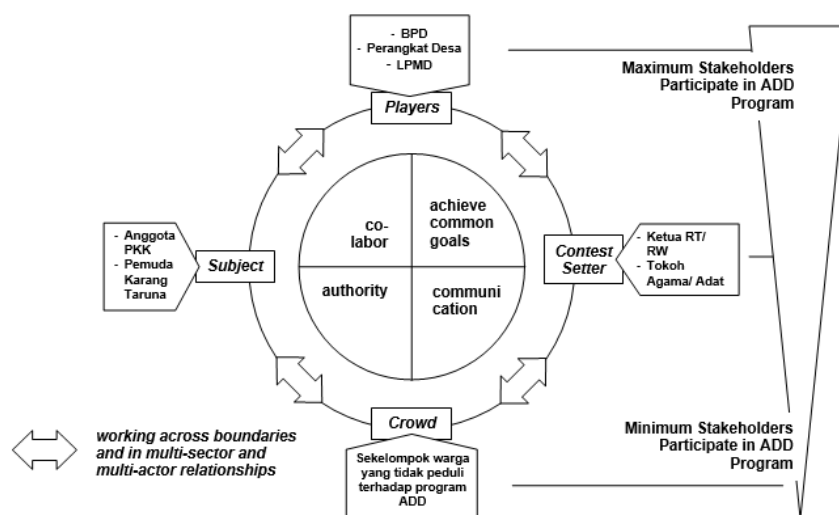 - BPD
- Perangkat Desa
- LPMD
Players
Maximum Stakeholders
Participate in ADD
Program
co-
labor
achieve
common
goals
authority
communi
cation
- Anggota
PKK
- Pemuda
Karang
Taruna
Subject
Contest
Setter
- Ketua RT/
RW
- Tokoh
Agama/ Adat
Crowd
Sekelompok warga
yang tidak peduli
terhadap program
ADD
Minimum Stakeholders
Participate in ADD
Program
working across boundaries
and in multi-sector and
multi-actor relationships